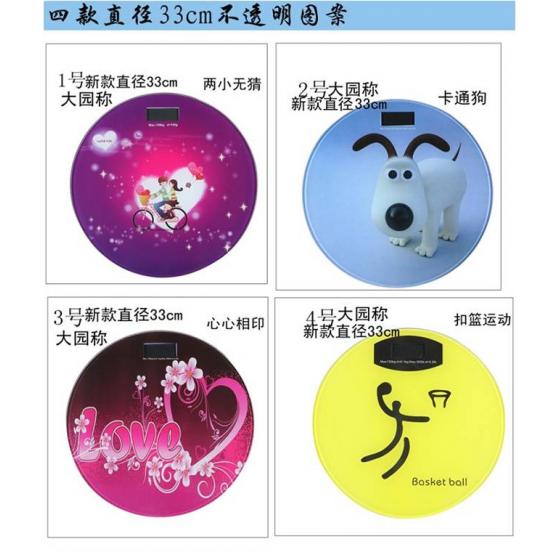 四款直径33cm不透明图案
1号新款直径33cm
大园称
两小无猜
2号大园称
新款直径33cm
卡通狗
3号新款直径33cm
大园称
心心相印
Love
4号大园称
新款直径33cm
扣篮运动
Basket ball